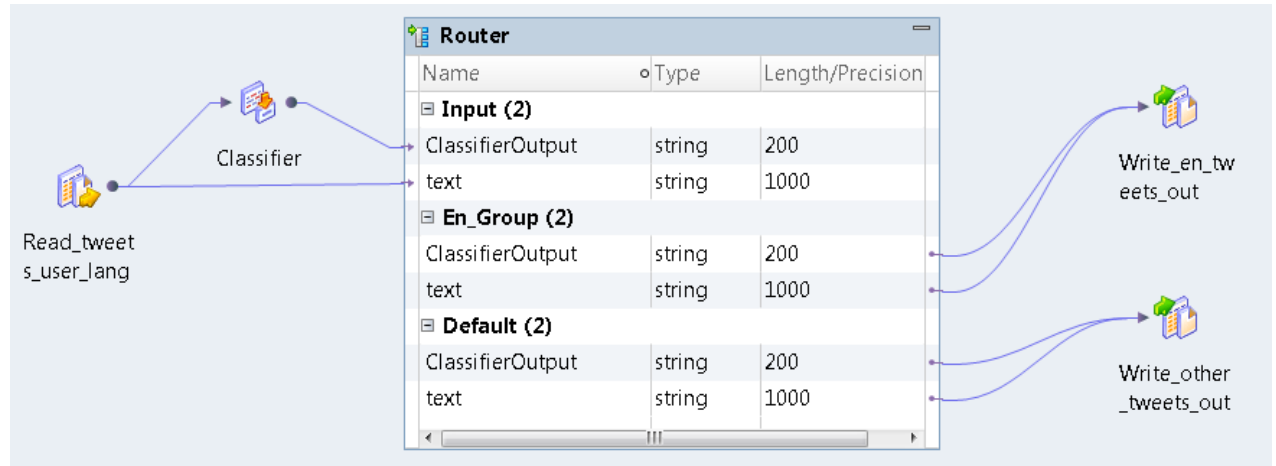 Router
Name Type Length/Precision
Input (2)
ClassifierOutput string 200
text string 1000
En_Group (2)
ClassifierOutput string 200
text string 1000
Default (2)
ClassifierOutput string 200
text string 1000
Classifier
Read_tweet
s_user_lang
Write_en_tw
eets_out
Write_other
_tweets_out